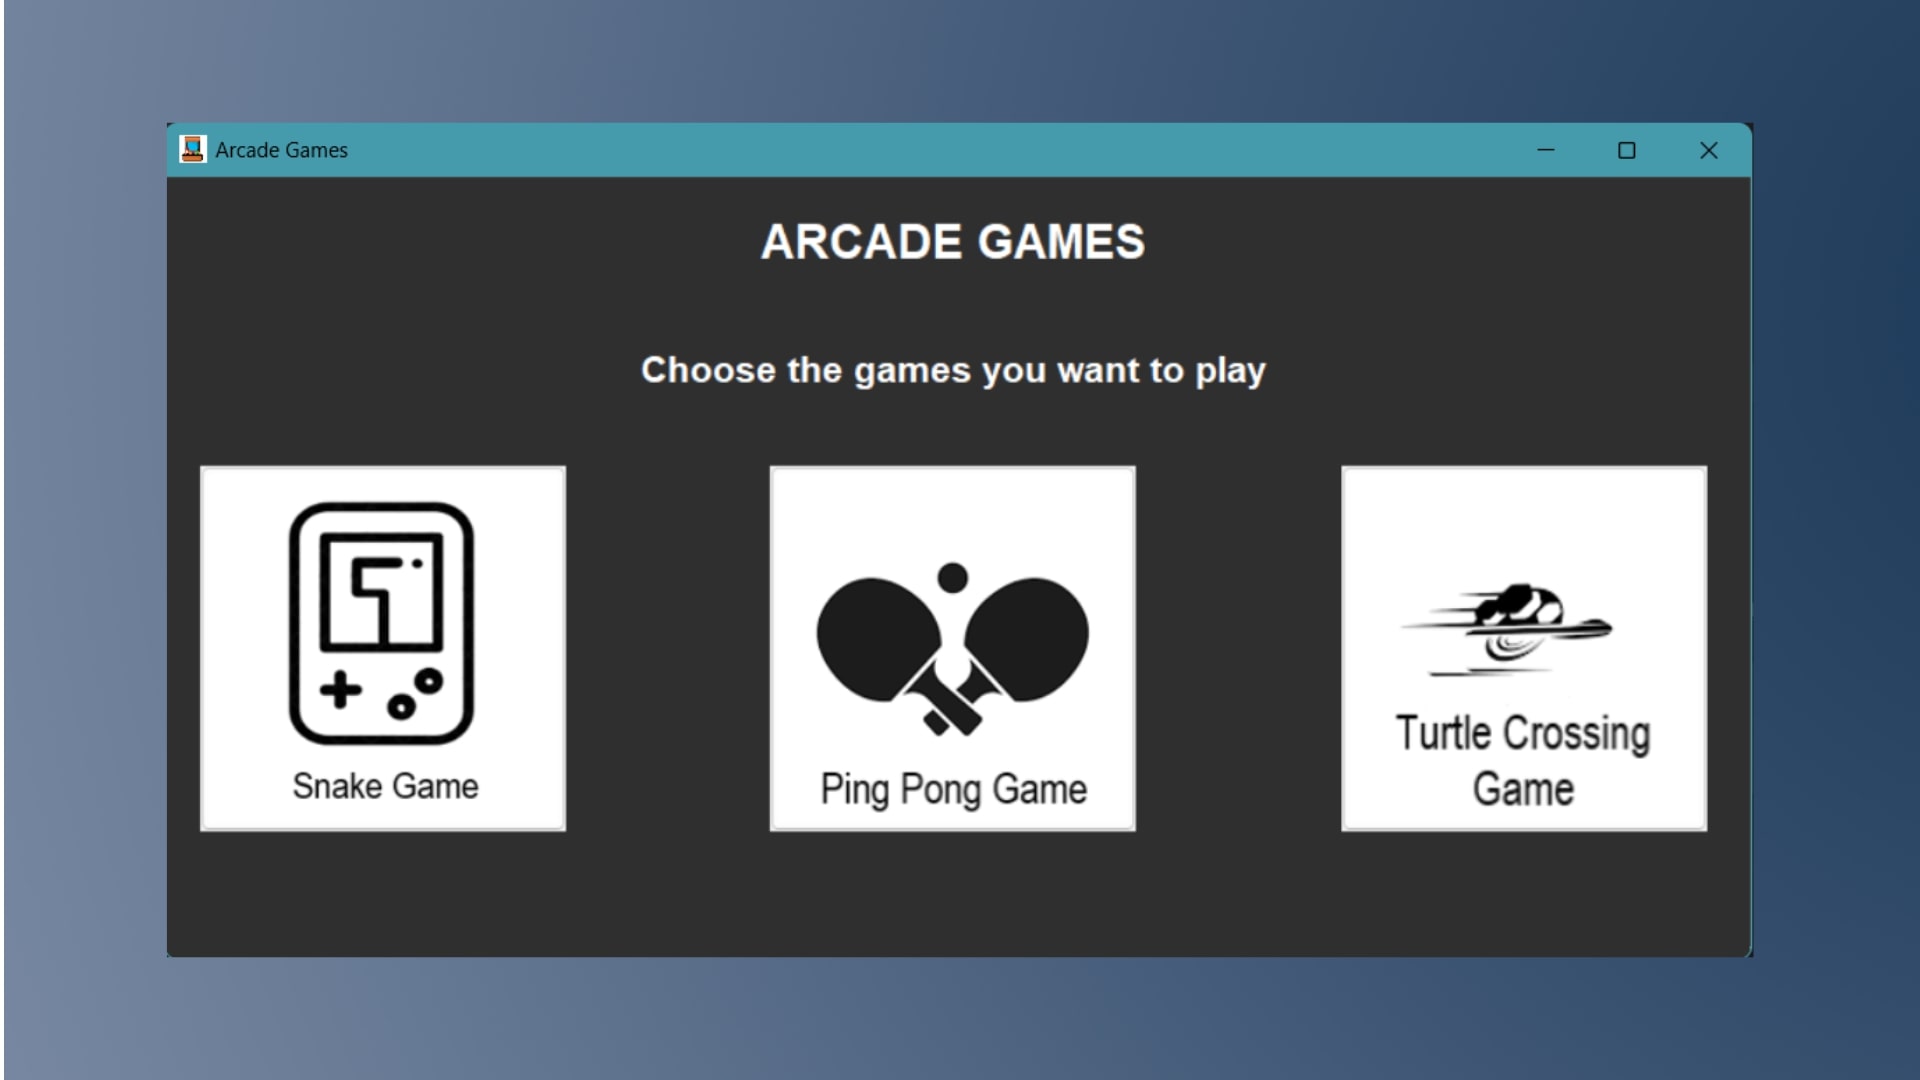 Arcade Games
ARCADE GAMES
Choose the games you want to play
Snake Game
Ping Pong Game
Turtle Crossing
Game